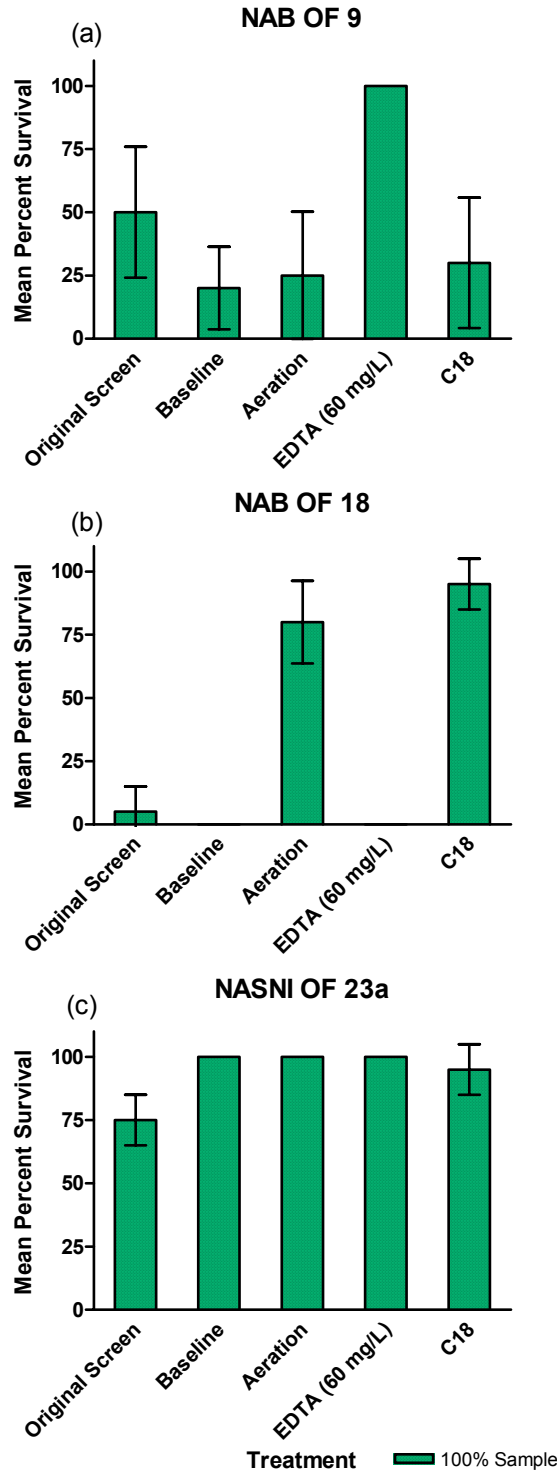 (a)
NAB OF 9
Mean Percent Survival
100
75
50
25
0
Original Screen
Baseline
Aeration
EDTA (60 mg/L)
C18
(b)
NAB OF 18
Mean Percent Survival
100
75
50
25
0
Original Screen
Baseline
Aeration
EDTA (60 mg/L)
C18
(c)
NASNI OF 23a
Mean Percent Survival
100
75
50
25
0
Original Screen
Baseline
Aeration
EDTA (60 mg/L)
C18
Treatment
100% Sample